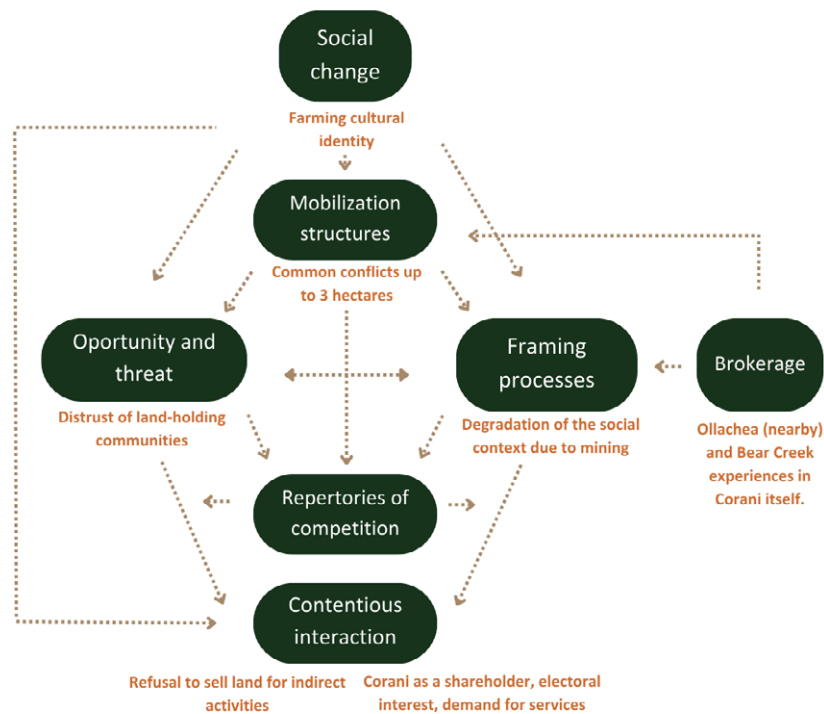 Social
change
Farming cultural
identity
Mobilization
structures
Common conflicts up
to 3 hectares
Oportunity and
threat
Distrust of land-holding
communities
Framing
processes
Degradation of the social
context due to mining
Brokerage
Ollachea (nearby)
and Bear Creek
experiences in
Corani itself.
Repertories of
competition
Contentious
interaction
Refusal to sell land for indirect
activities
Corani as a shareholder, electoral
interest, demand for services